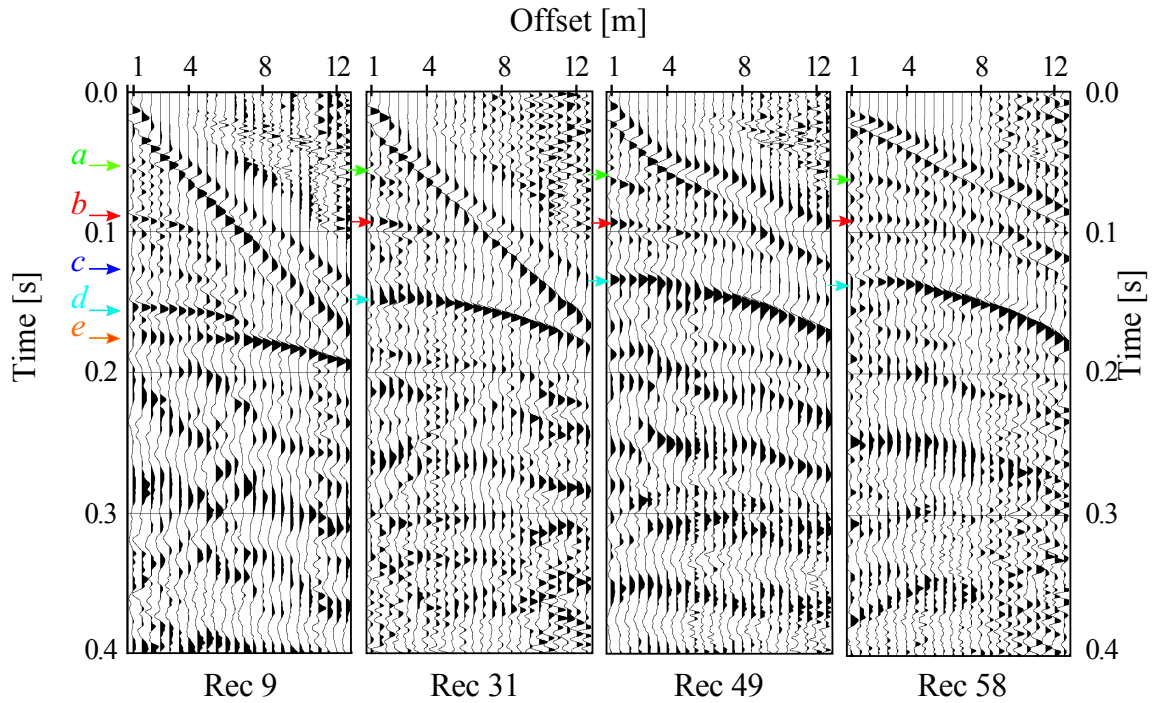 Offset [m]
1 4 8 12 1 4 8 12 1 4 8 12 1 4 8 12
0.0 0.0
a
b
0.1 0.1
c
d
e
0.2 0.2
0.3 0.3
0.4 0.4
Time [s]
Time [s]
Rec 9 Rec 31 Rec 49 Rec 58